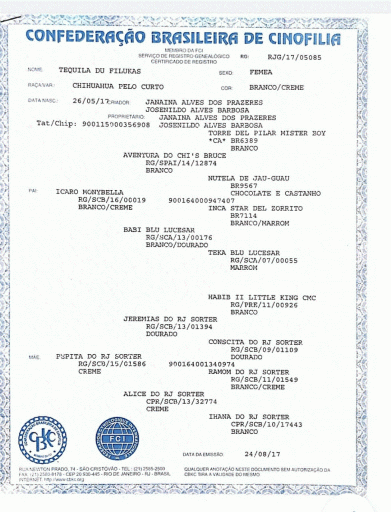 CONFEDERAÇÃO BRASILEIRA DE CINOFILIA
MEMBRO DA FCI
SERVIÇO DE REGISTRO GENEALÓGICO RG: RJG/17/05085
CERTIFICADO DE REGISTRO
NOME: TEQUILA DU FILUKAS SEXO: FEMEA
RAÇA/VAR.: CHIHUAHUA PELO CURTO COR: BRANCO/CREME
DATA NASC.: 26/05/17 CRIADOR: JANAINA ALVES DOS PRAZERES
JOSENILDO ALVES BARBOSA
PROPRIETÁRIO: JANAINA ALVES DOS PRAZERES
Tat/Chip: 900115000356908 JOSENILDO ALVES BARBOSA
TORRE DEL PILAR MISTER BOY
*CA* BR6389
BRANCO
AVENTURA DO CHI'S BRUCE
RG/SPAI/14/12874
BRANCO
NUTELA DE JAU-GUAU
BR9567
CHOCOLATE E CASTANHO
PAI: ICARO MONYBELLA
RG/SCB/16/00019 900164000947407
BRANCO/CREME INCA STAR DEL ZORRITO
BR7114
BRANCO/MARROM
BABI BLU LUCESAR
RG/SCA/13/00176
BRANCO/DOURADO
TEKA BLU LUCESAR
RG/SCA/07/00055
MARROM
HABIB II LITTLE KING CMC
RG/PRE/11/00926
BRANCO
JEREMIAS DO RJ SORTER
RG/SCB/13/01394
DOURADO
CONSCITA DO RJ SORTER
RG/SCB/09/01109
DOURADO
MÃE: PEPITA DO RJ SORTER
RG/SCB/15/01586 900164001340974
CREME RAMOM DO RJ SORTER
RG/SCB/11/01549
BRANCO/CREME
ALICE DO RJ SORTER
CPR/SCB/13/32774
CREME
IHANA DO RJ SORTER
CPR/SCB/10/17443
BRANCO
CBKC
FCI
DATA DA EMISSÃO 24/08/17
RUA NEWTON PRADO, 74 - SÃO CRISTÓVÃO - TEL.: (21)
CEP 20.930-445 - RIO DE JANEIRO - RJ - BRASIL
INTERNET: http://www.cbkc.org
QUALQUER ANOTAÇÃO NESTE DOCUMENTO SEM AUTORIZAÇÃO DA
CBKC TIRA A VALIDADE DO MESMO